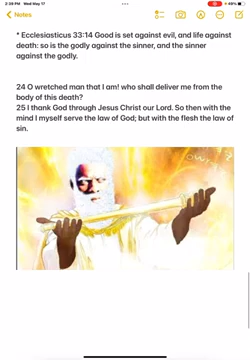 2:38 PM Wed May 17
49%
Notes
* Ecclesiasticus 33:14 Good is set against evil, and life against
death: so is the godly against the sinner, and the sinner
against the godly.
24 O wretched man that I am! who shall deliver me from the
body of this death?
25 I thank God through Jesus Christ our Lord. So then with the
mind I myself serve the law of God; but with the flesh the law of
sin.